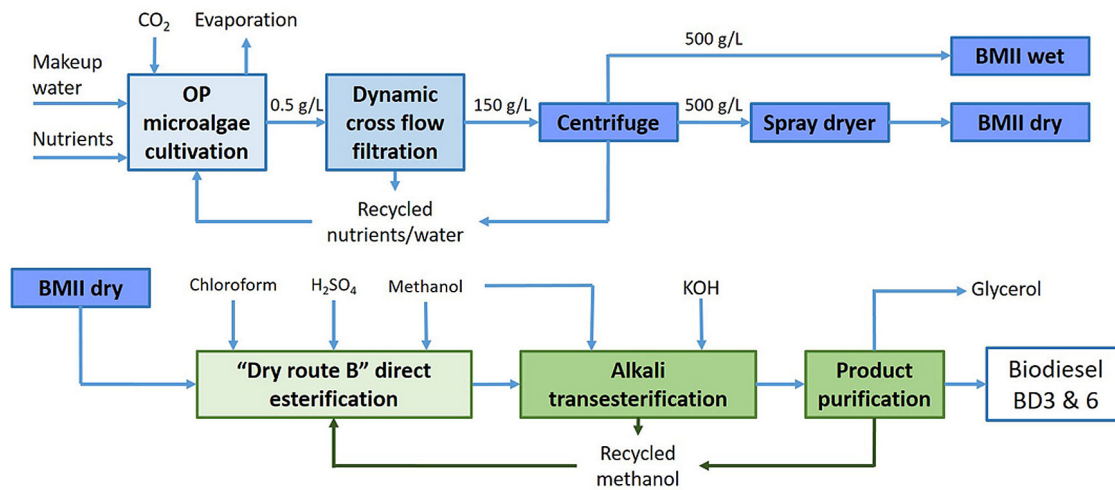 CO₂
Evaporation
Makeup
water
Nutrients
OP
microalgae
cultivation
0.5 g/L
Dynamic
cross flow
filtration
150 g/L
Centrifuge
500 g/L
BMII wet
500 g/L
Spray dryer
BMII dry
Recycled
nutrients/water
BMII dry
Chloroform
H₂SO₄
Methanol
KOH
Glycerol
“Dry route B” direct
esterification
Alkali
transesterification
Product
purification
Biodiesel
BD3 & 6
Recycled
methanol